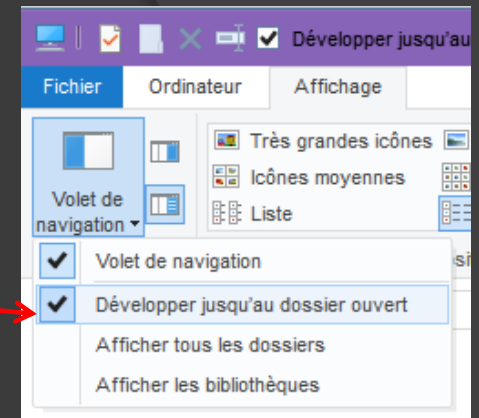 Développer jusqu'au
Fichier Ordinateur Affichage
Très grandes icônes
Icônes moyennes
Liste
Volet de
navigation
Volet de navigation
Développer jusqu'au dossier ouvert
Afficher tous les dossiers
Afficher les bibliothèques